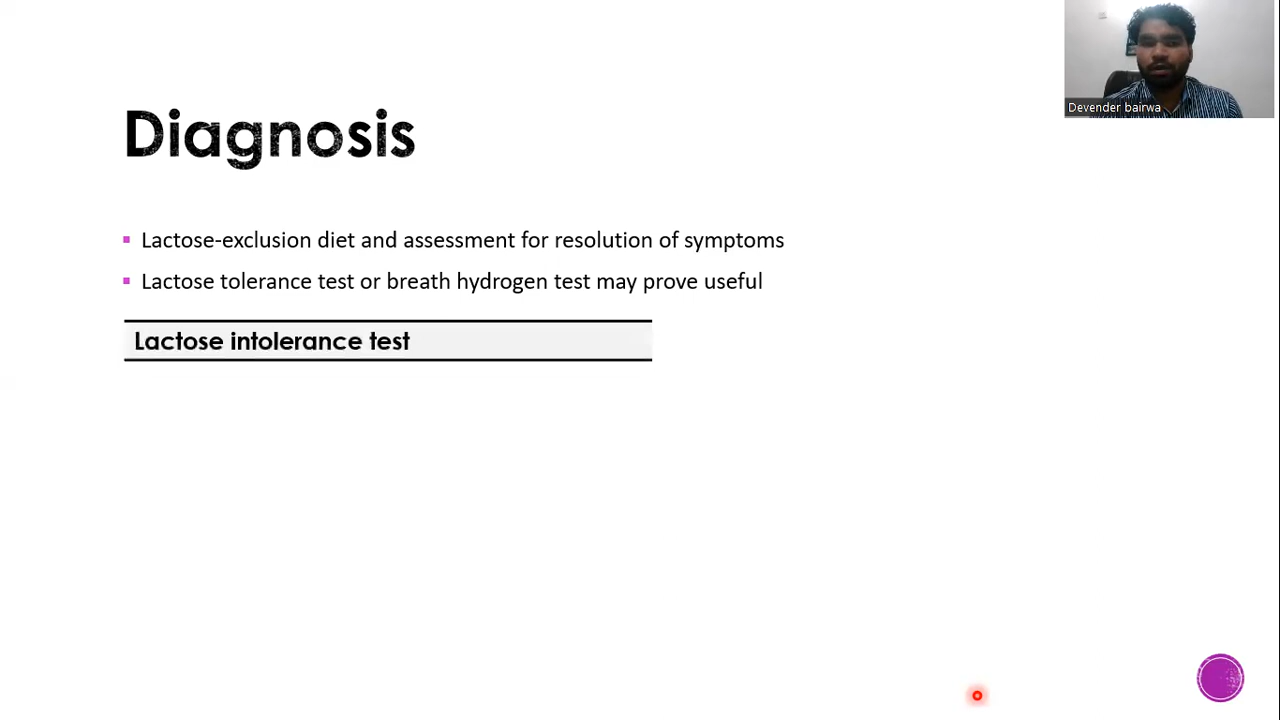 Devender bairwa
Diagnosis
Lactose-exclusion diet and assessment for resolution of symptoms
Lactose tolerance test or breath hydrogen test may prove useful
Lactose intolerance test